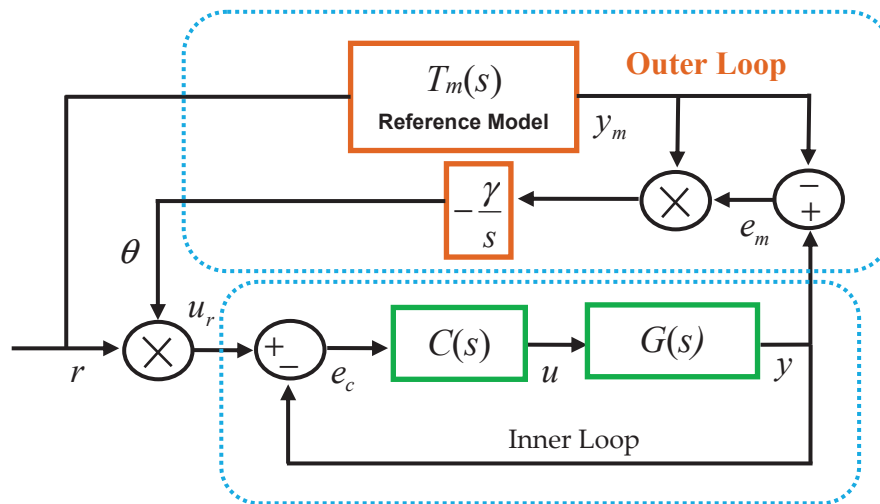 Outer Loop
Tm(s)
Reference Model
ym
−
+
×
em
−γ/s
θ
ur
r
×
+
−
ec
C(s)
u
G(s)
y
Inner Loop